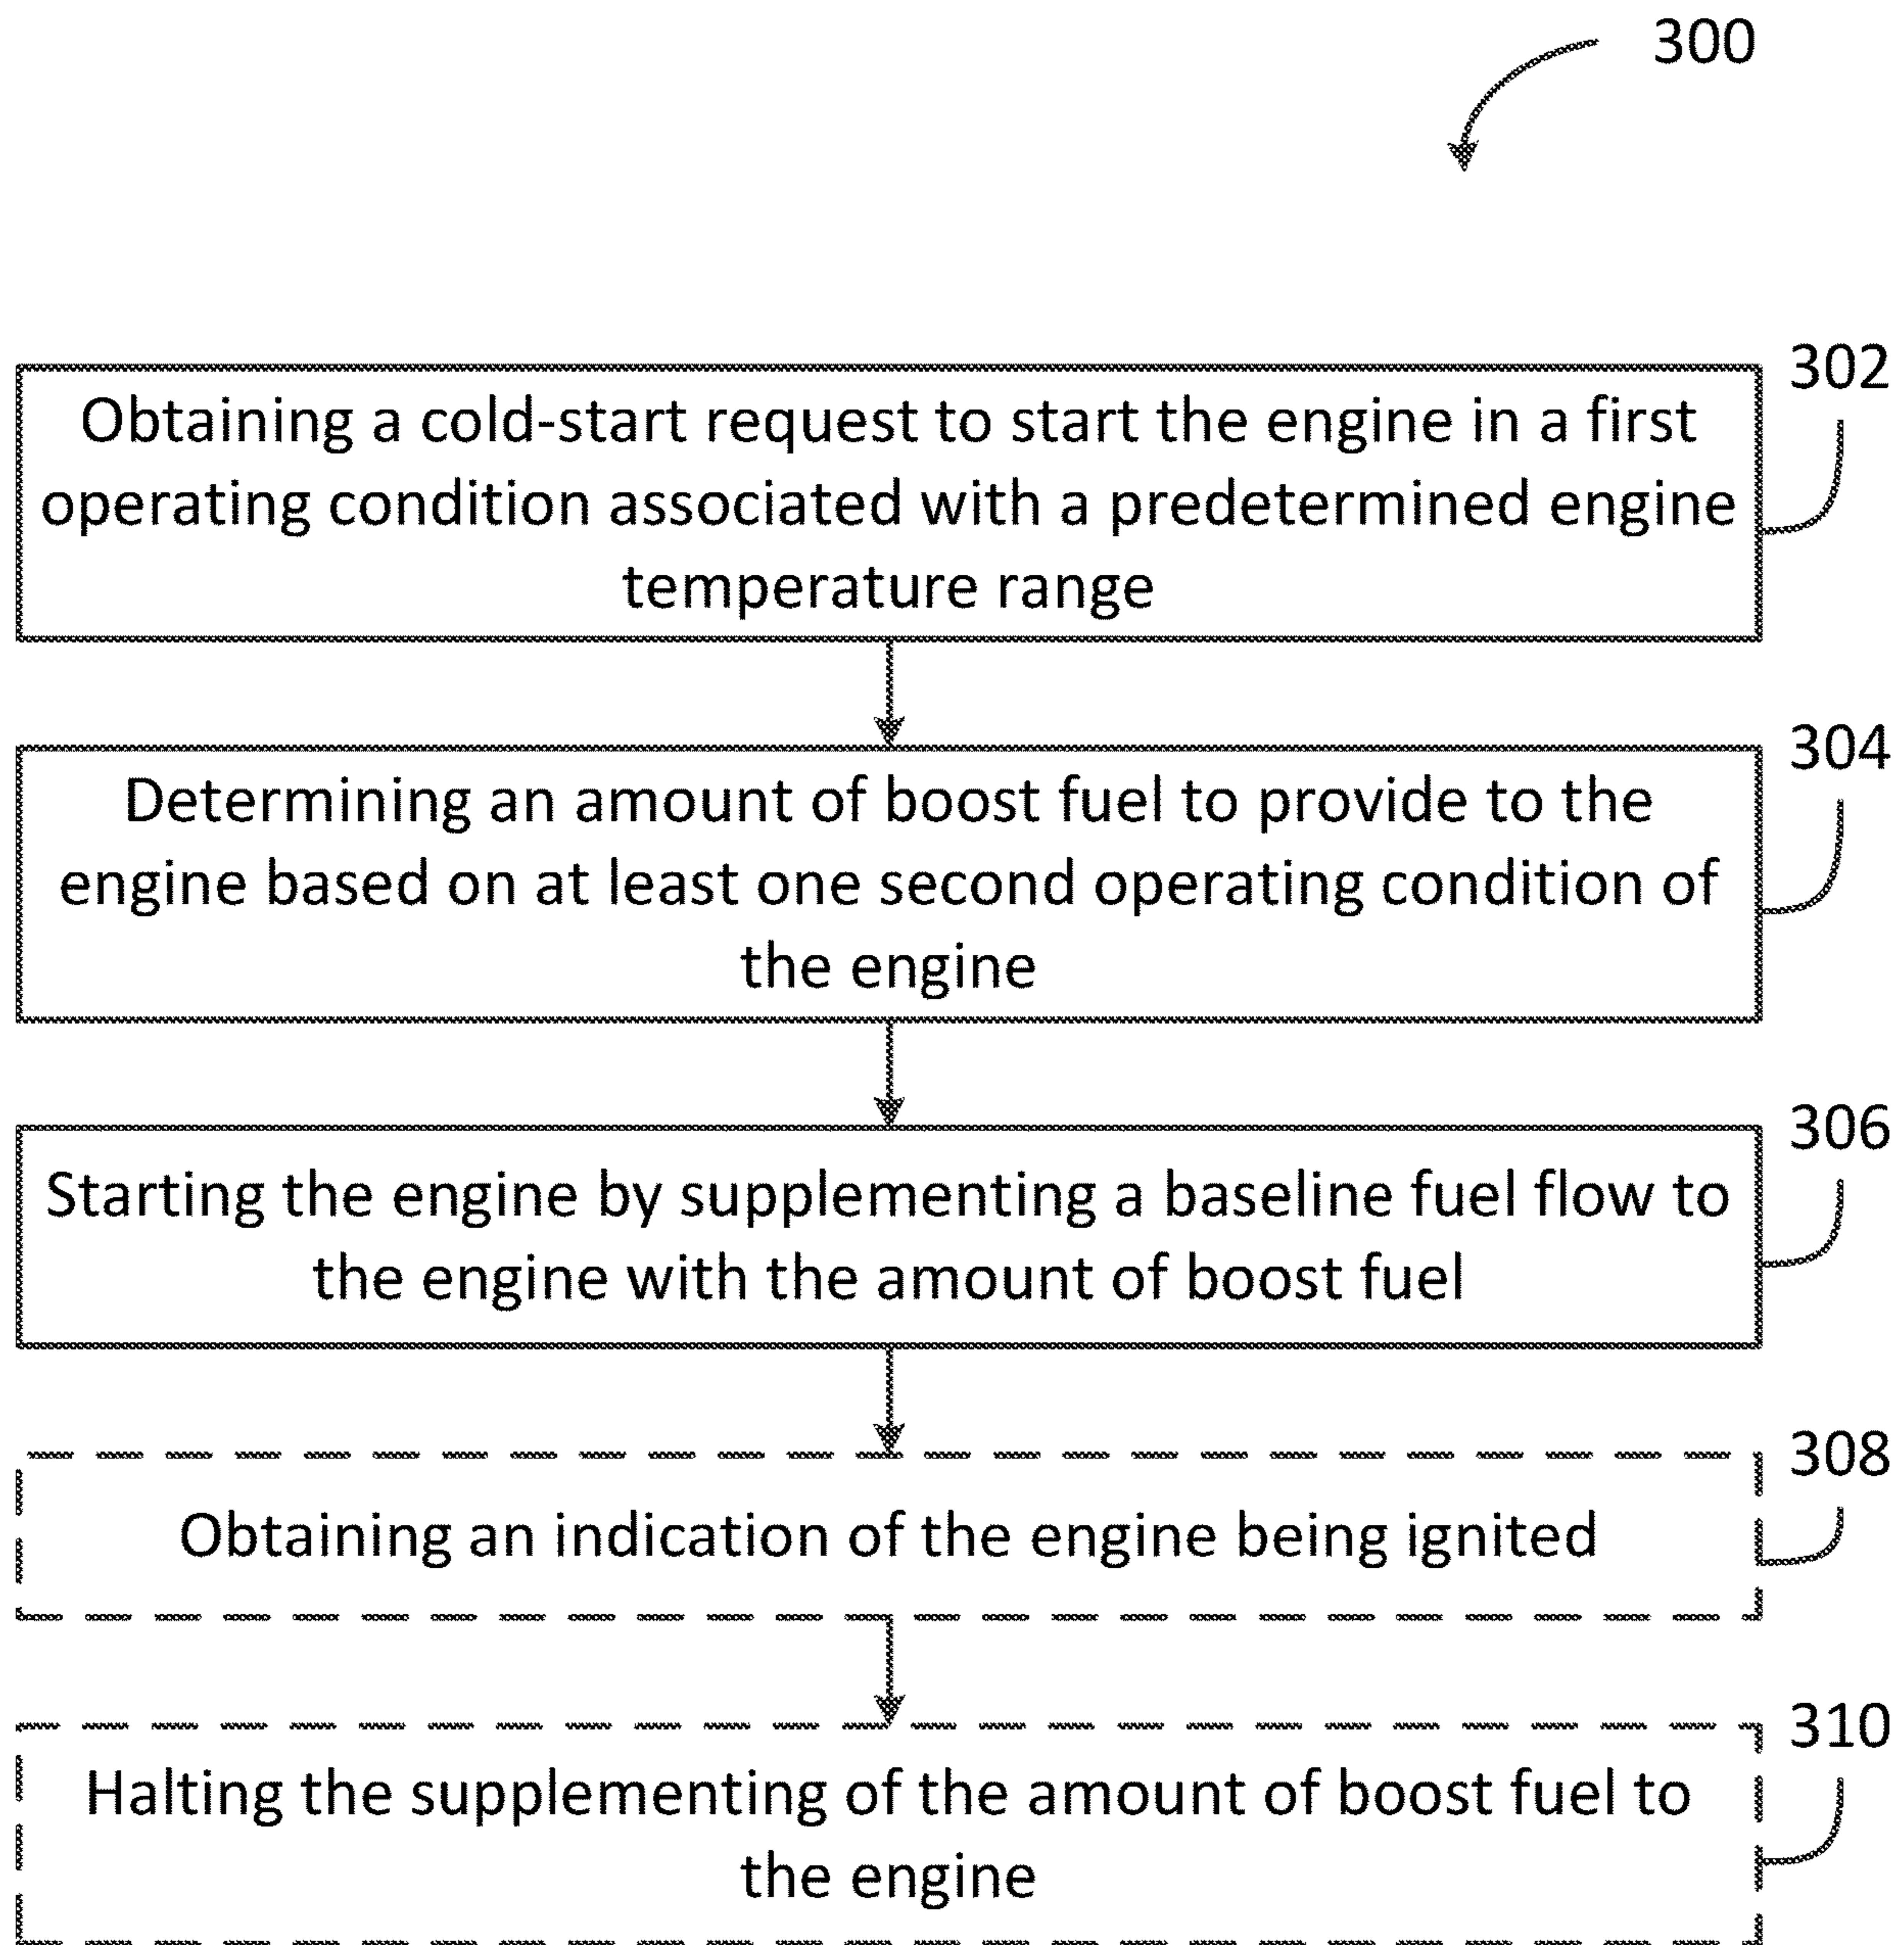 300
302
Obtaining a cold-start request to start the engine in a first
operating condition associated with a predetermined engine
temperature range
304
Determining an amount of boost fuel to provide to the
engine based on at least one second operating condition of
the engine
306
Starting the engine by supplementing a baseline fuel flow to
the engine with the amount of boost fuel
308
Obtaining an indication of the engine being ignited
310
Halting the supplementing of the amount of boost fuel to
the engine